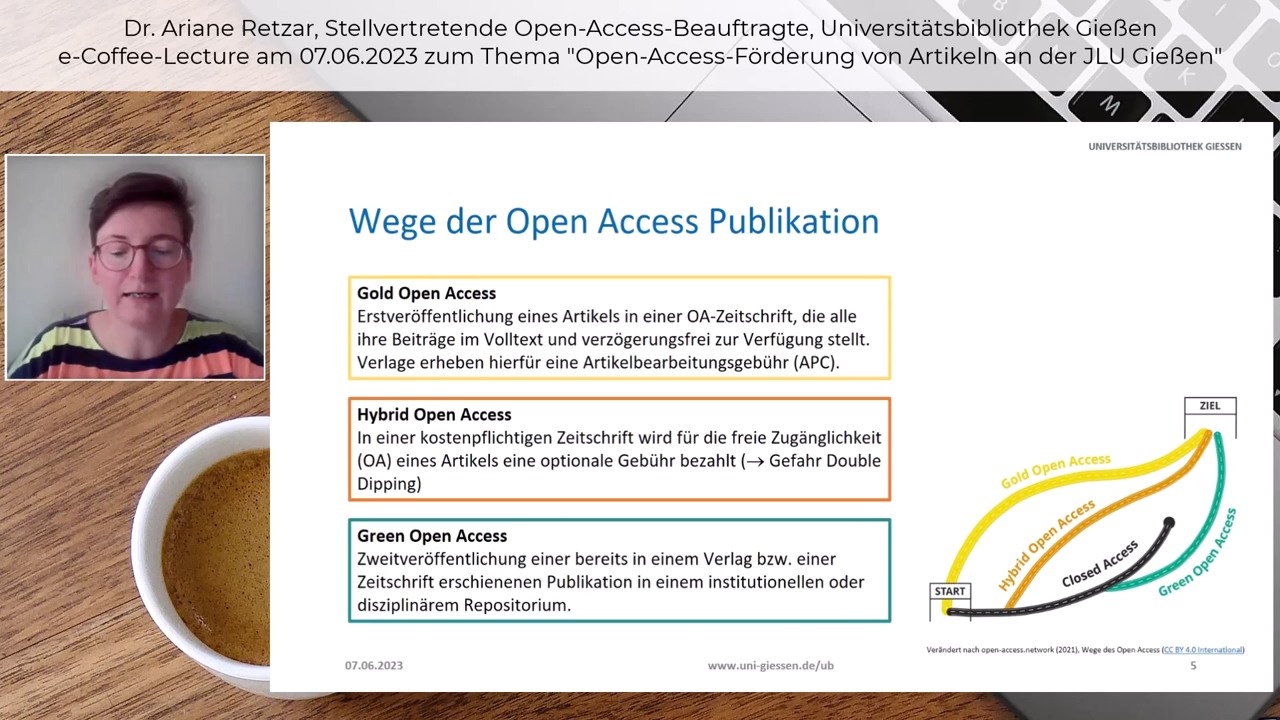 Dr. Ariane Retzar, Stellvertretende Open-Access-Beauftragte, Universitätsbibliothek Gießen
e-Coffee-Lecture am 07.06.2023 zum Thema "Open-Access-Förderung von Artikeln an der JLU Gießen"
UNIVERSITÄTSBIBLIOTHEK GIESSEN
Wege der Open Access Publikation
Gold Open Access
Erstveröffentlichung eines Artikels in einer OA-Zeitschrift, die alle
ihre Beiträge im Volltext und verzögerungsfrei zur Verfügung stellt.
Verlage erheben hierfür eine Artikelbearbeitungsgebühr (APC).
Hybrid Open Access
In einer kostenpflichtigen Zeitschrift wird für die freie Zugänglichkeit
(OA) eines Artikels eine optionale Gebühr bezahlt (→ Gefahr Double
Dipping)
Green Open Access
Zweitveröffentlichung einer bereits in einem Verlag bzw. einer
Zeitschrift erschienenen Publikation in einem institutionellen oder
disziplinärem Repositorium.
ZIEL
Gold Open Access
Hybrid Open Access
Closed Access
Green Open Access
START
Verändert nach open-access.network (2021), Wege des Open Access (CC BY 4.0 International)
07.06.2023
www.uni-giessen.de/ub
5
M
K